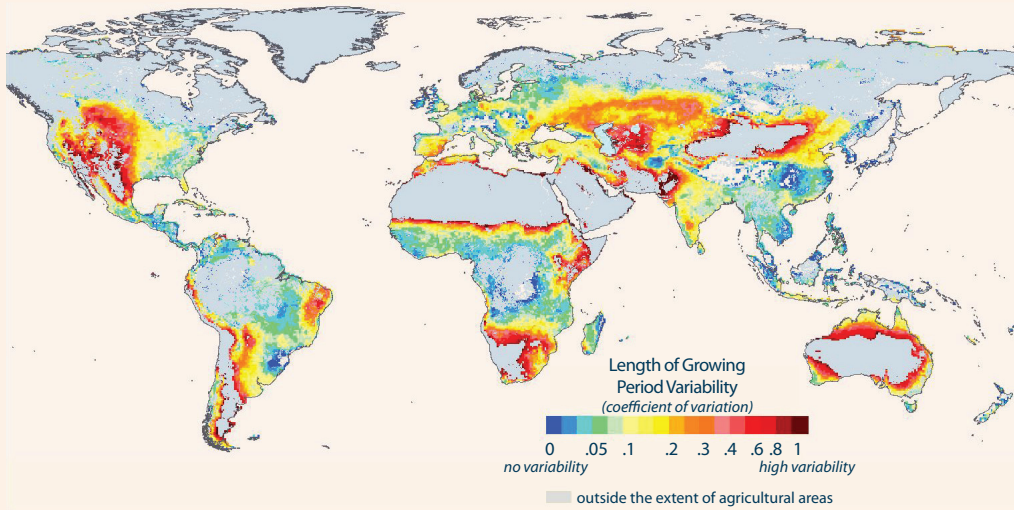 Length of Growing
Period Variability
(coefficient of variation)
0 .05 .1 .2 .3 .4 .6 .8 1
no variability high variability
outside the extent of agricultural areas